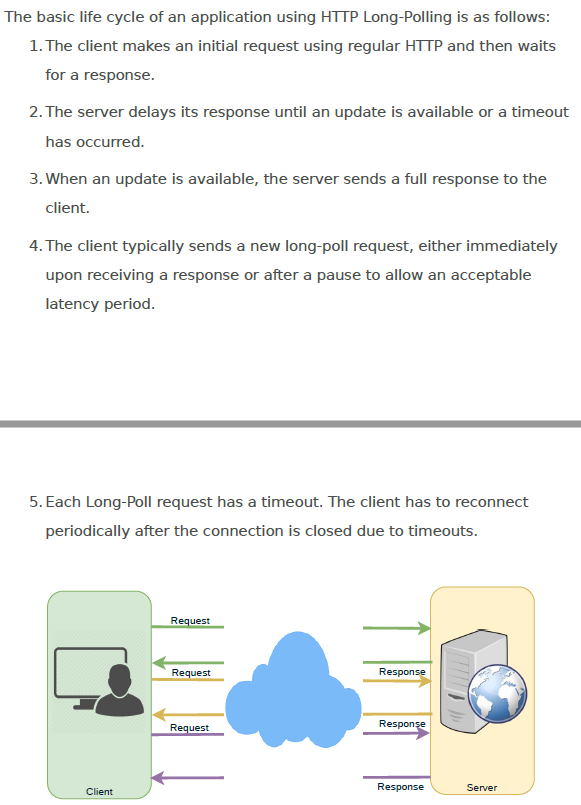 The basic life cycle of an application using HTTP Long-Polling is as follows:
1. The client makes an initial request using regular HTTP and then waits
for a response.
2. The server delays its response until an update is available or a timeout
has occurred.
3. When an update is available, the server sends a full response to the
client.
4. The client typically sends a new long-poll request, either immediately
upon receiving a response or after a pause to allow an acceptable
latency period.
5. Each Long-Poll request has a timeout. The client has to reconnect
periodically after the connection is closed due to timeouts.
Request
Request
Response
Request
Response
Response
Client
Server